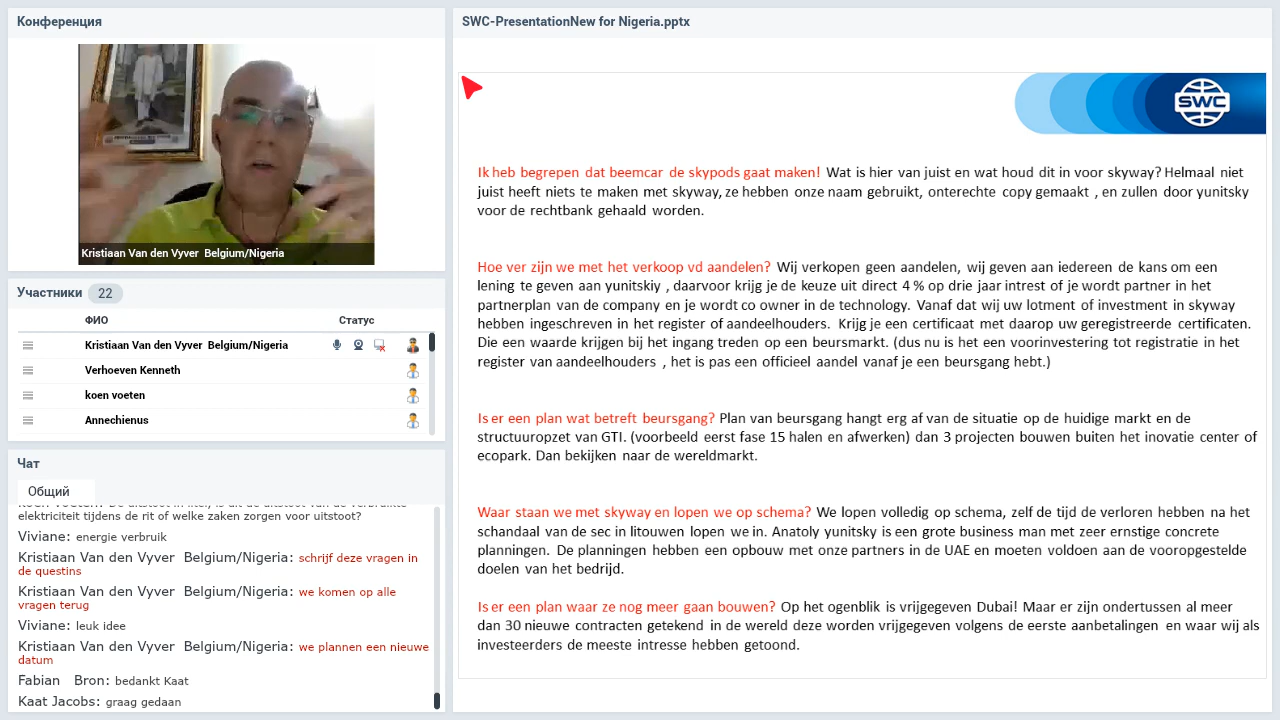 Конференция
Kristiaan Van den Vyver Belgium/Nigeria
Участники 22
ФИО Статус
Kristiaan Van den Vyver Belgium/Nigeria
Verhoeven Kenneth
koen voeten
Annechienus
Чат
Общий
elektriciteit tijdens de rit of welke zaken zorgen voor uitstoot?
Viviane: energie verbruik
Kristiaan Van den Vyver Belgium/Nigeria: schrijf deze vragen in
de questins
Kristiaan Van den Vyver Belgium/Nigeria: we komen op alle
vragen terug
Viviane: leuk idee
Kristiaan Van den Vyver Belgium/Nigeria: we plannen een nieuwe
datum
Fabian Bron: bedankt Kaat
Kaat Jacobs: graag gedaan
SWC-PresentationNew for Nigeria.pptx
SWC
Ik heb begrepen dat beemcar de skypods gaat maken! Wat is hier van juist en wat houd dit in voor skyway? Helmaal niet
juist heeft niets te maken met skyway, ze hebben onze naam gebruikt, onterechte copy gemaakt , en zullen door yunitsky
voor de rechtbank gehaald worden.
Hoe ver zijn we met het verkoop vd aandelen? Wij verkopen geen aandelen, wij geven aan iedereen de kans om een
lening te geven aan yunitskiy , daarvoor krijg je de keuze uit direct 4 % op drie jaar intrest of je wordt partner in het
partnerplan van de company en je wordt co owner in de technology. Vanaf dat wij uw lotment of investment in skyway
hebben ingeschreven in het register of aandeelhouders. Krijg je een certificaat met daarop uw geregistreerde certificaten.
Die een waarde krijgen bij het ingang treden op een beursmarkt. (dus nu is het een voorinvestering tot registratie in het
register van aandeelhouders , het is pas een officieel aandel vanaf je een beursgang hebt.)
Is er een plan wat betreft beursgang? Plan van beursgang hangt erg af van de situatie op de huidige markt en de
structuuropzet van GTI. (voorbeeld eerst fase 15 halen en afwerken) dan 3 projecten bouwen buiten het inovatie center of
ecopark. Dan bekijken naar de wereldmarkt.
Waar staan we met skyway en lopen we op schema? We lopen volledig op schema, zelf de tijd de verloren hebben na het
schandaal van de sec in litouwen lopen we in. Anatoly yunitsky is een grote business man met zeer ernstige concrete
planningen. De planningen hebben een opbouw met onze partners in de UAE en moeten voldoen aan de vooropgestelde
doelen van het bedrijd.
Is er een plan waar ze nog meer gaan bouwen? Op het ogenblik is vrijgegeven Dubai! Maar er zijn ondertussen al meer
dan 30 nieuwe contracten getekend in de wereld deze worden vrijgegeven volgens de eerste aanbetalingen en waar wij als
investeerders de meeste intresse hebben getoond.